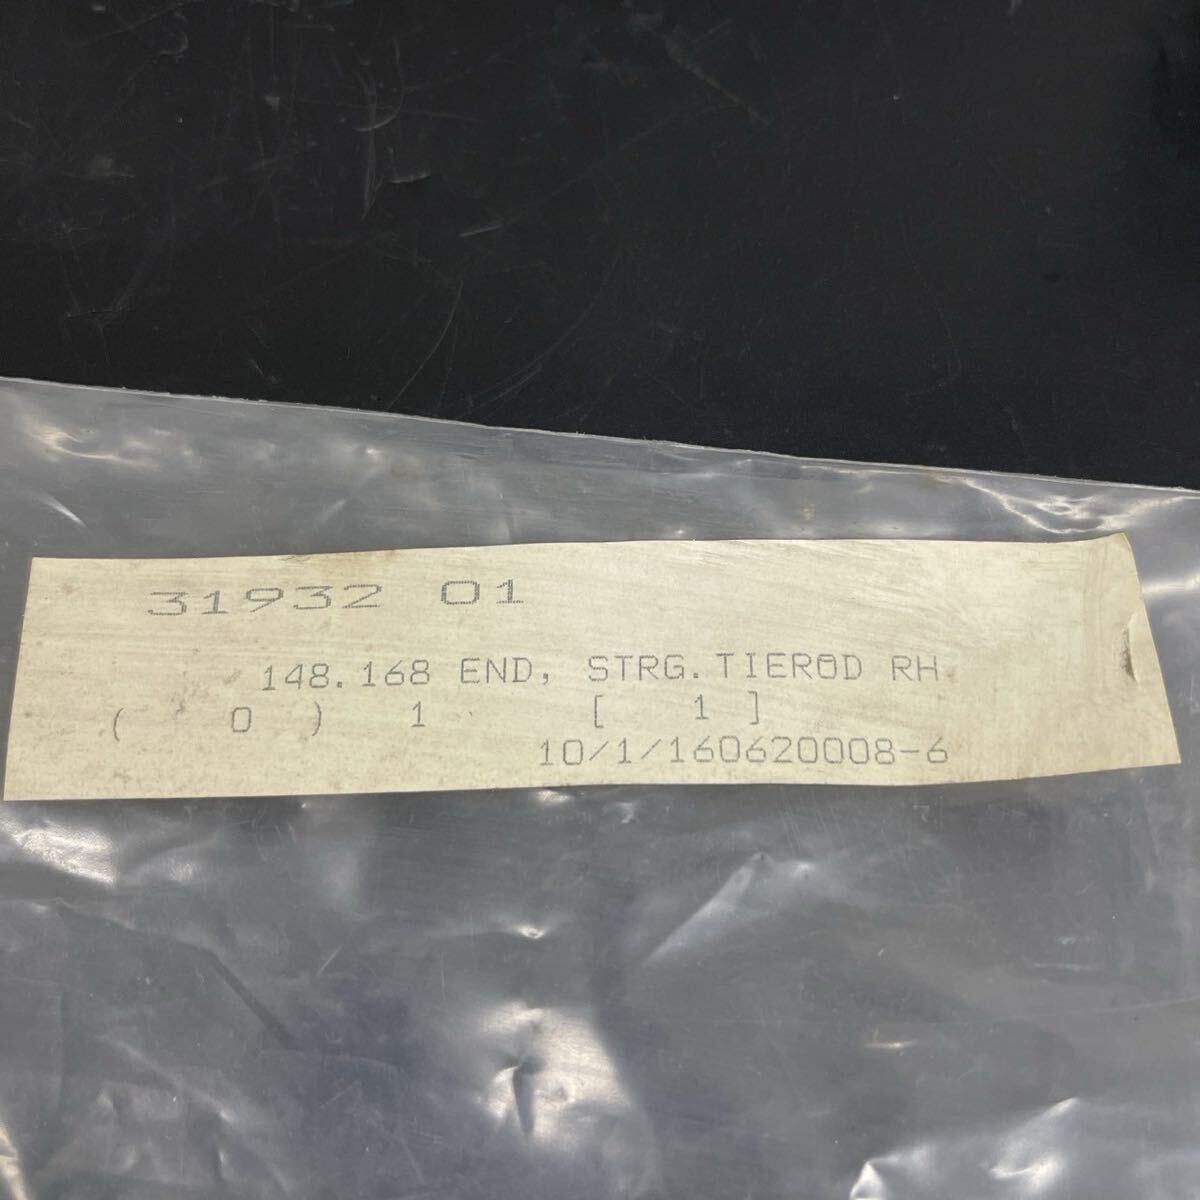 31932 01
148.168 END, STRG.TIEROD RH
( 0 ) 1 [ 1 ]
10/1/160620008-6